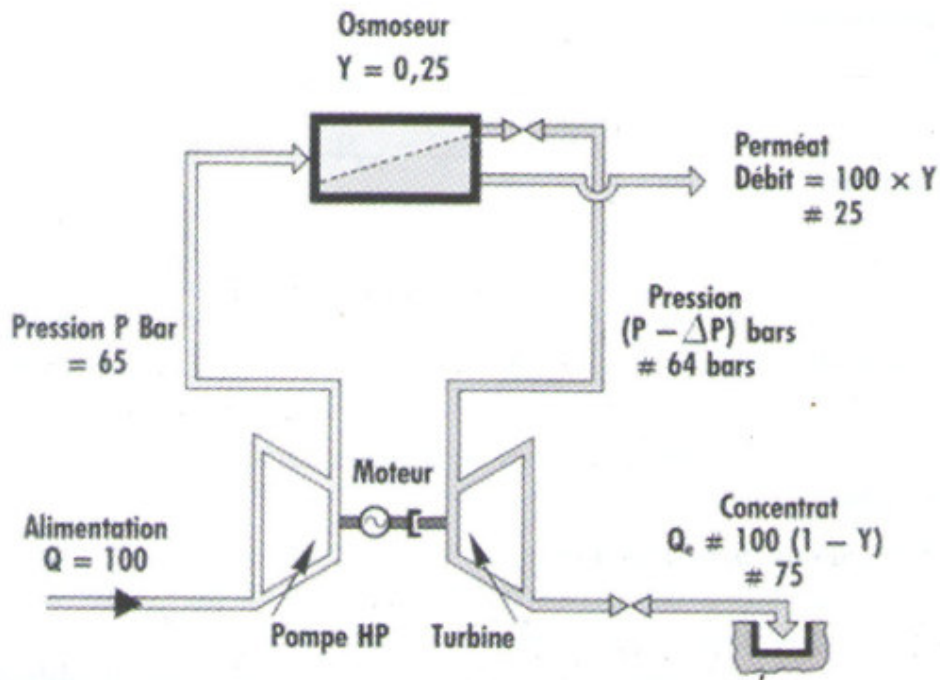 Osmoseur
Y = 0,25
Perméat
Débit = 100 × Y
# 25
Pression P Bar
= 65
Pression
(P − ΔP) bars
# 64 bars
Moteur
Alimentation
Q = 100
Concentrat
Qe # 100 (1 − Y)
# 75
Pompe HP
Turbine